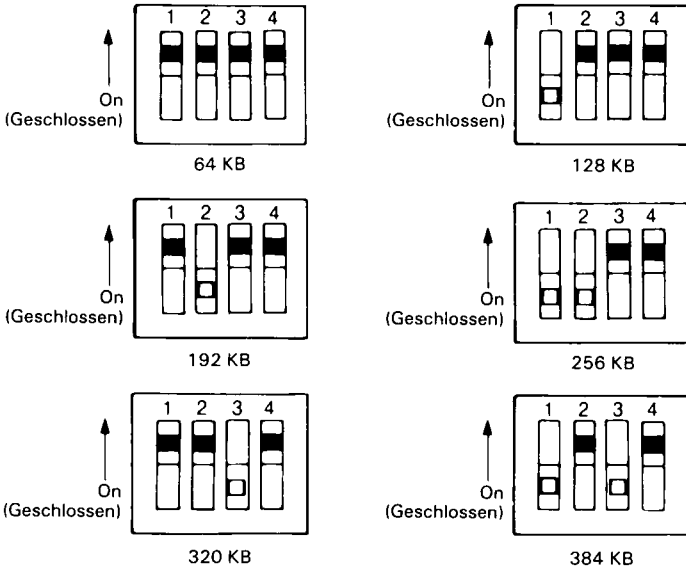 1 2 3 4
On
(Geschlossen)
64 KB
1 2 3 4
On
(Geschlossen)
128 KB
1 2 3 4
On
(Geschlossen)
192 KB
1 2 3 4
On
(Geschlossen)
256 KB
1 2 3 4
On
(Geschlossen)
320 KB
1 2 3 4
On
(Geschlossen)
384 KB